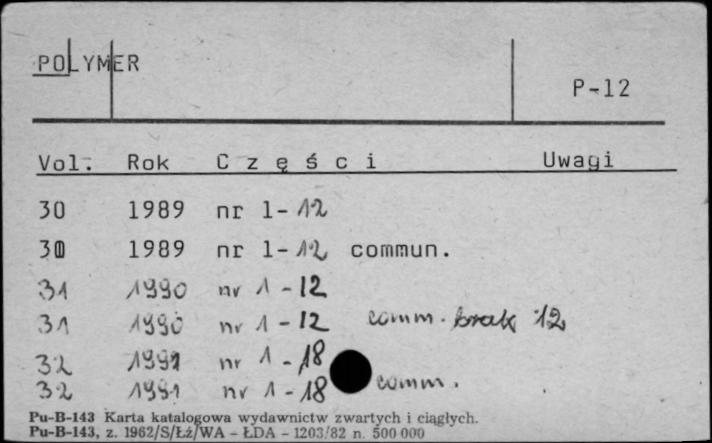 POLYMER
P-12
Vol. Rok Części Uwagi
30 1989 nr 1-12
30 1989 nr 1-12 commun.
31 1990 nr 1-12
31 1990 nr 1-12 comm. brak 12
32 1991 nr 1-18
32 1991 nr 1-18 comm.
Pu-B-143 Karta katalogowa wydawnictw zwartych i ciągłych.
Pu-B-143, z. 1962/S/Łź/WA - ŁDA - 1203/82 n. 500 000